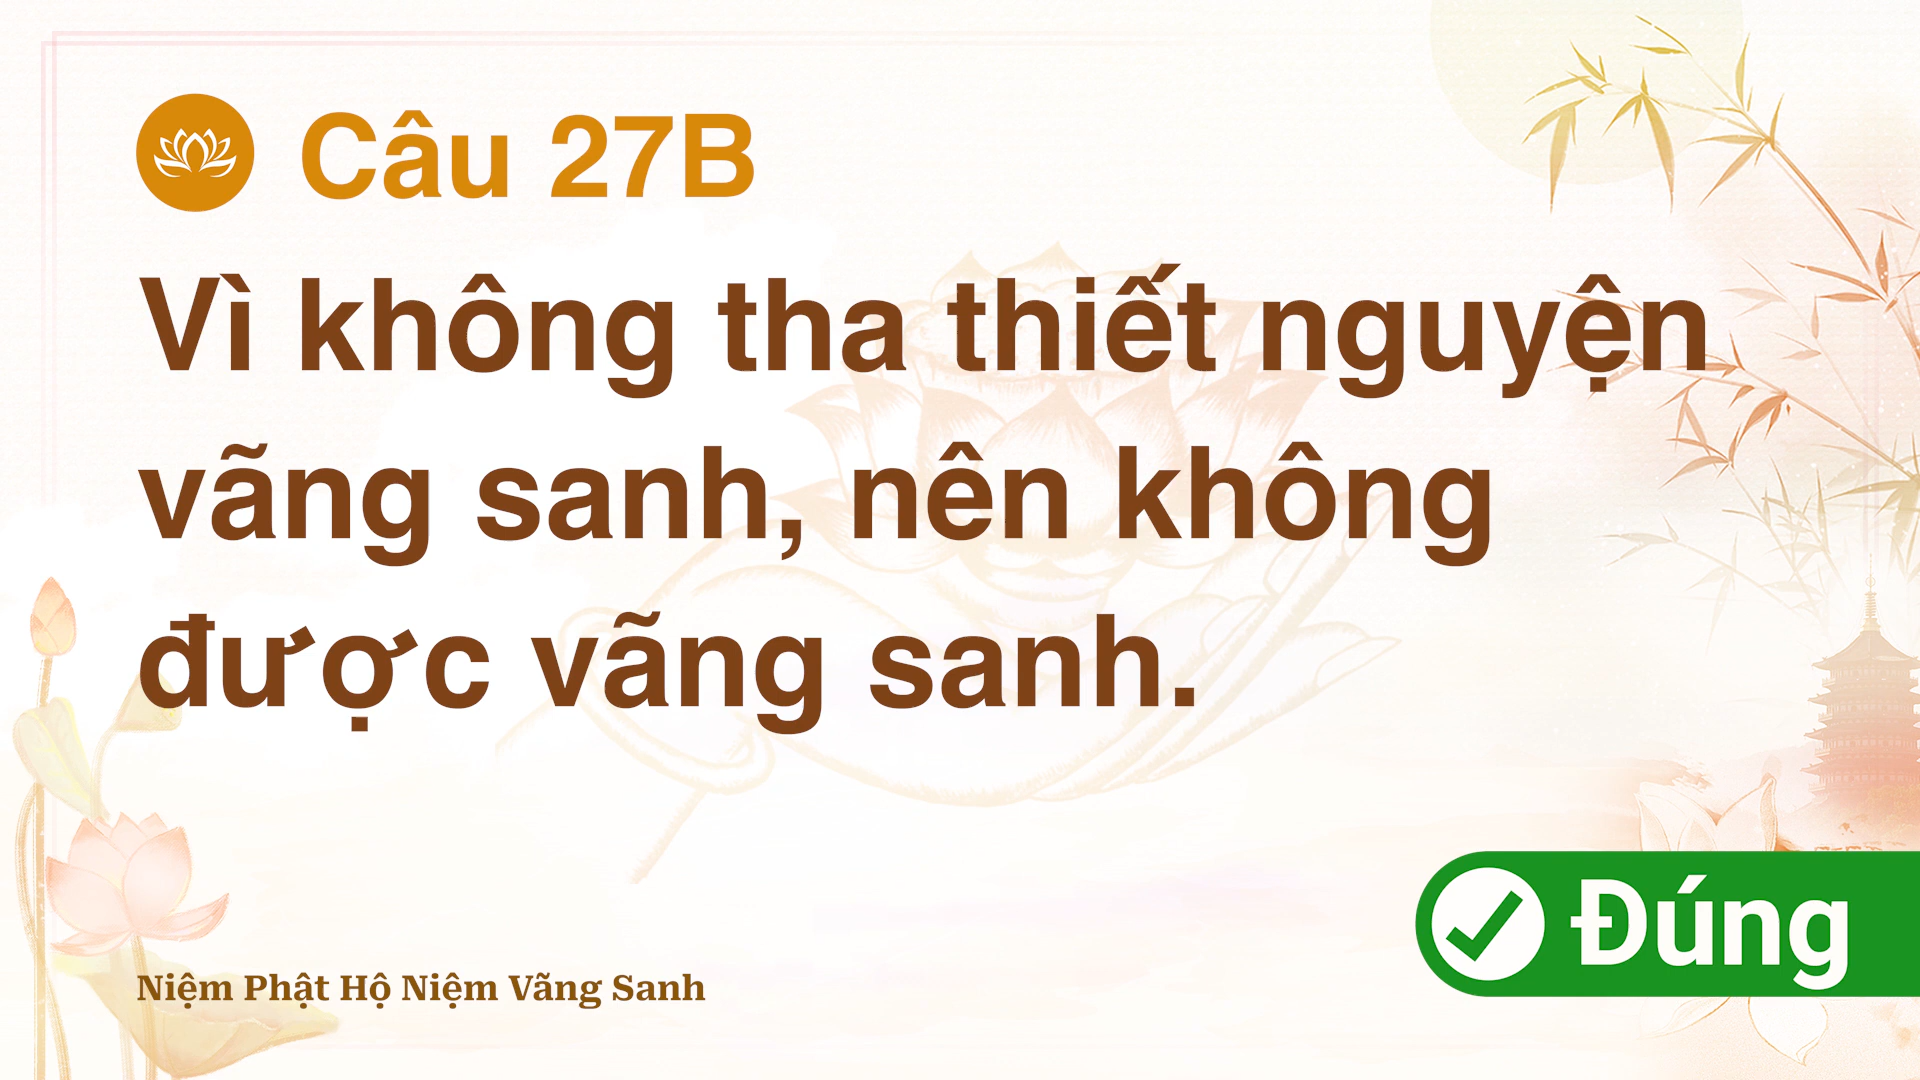 Câu 27B
Vì không tha thiết nguyện
vãng sanh, nên không
được vãng sanh.
Đúng
Niệm Phật Hộ Niệm Vãng Sanh